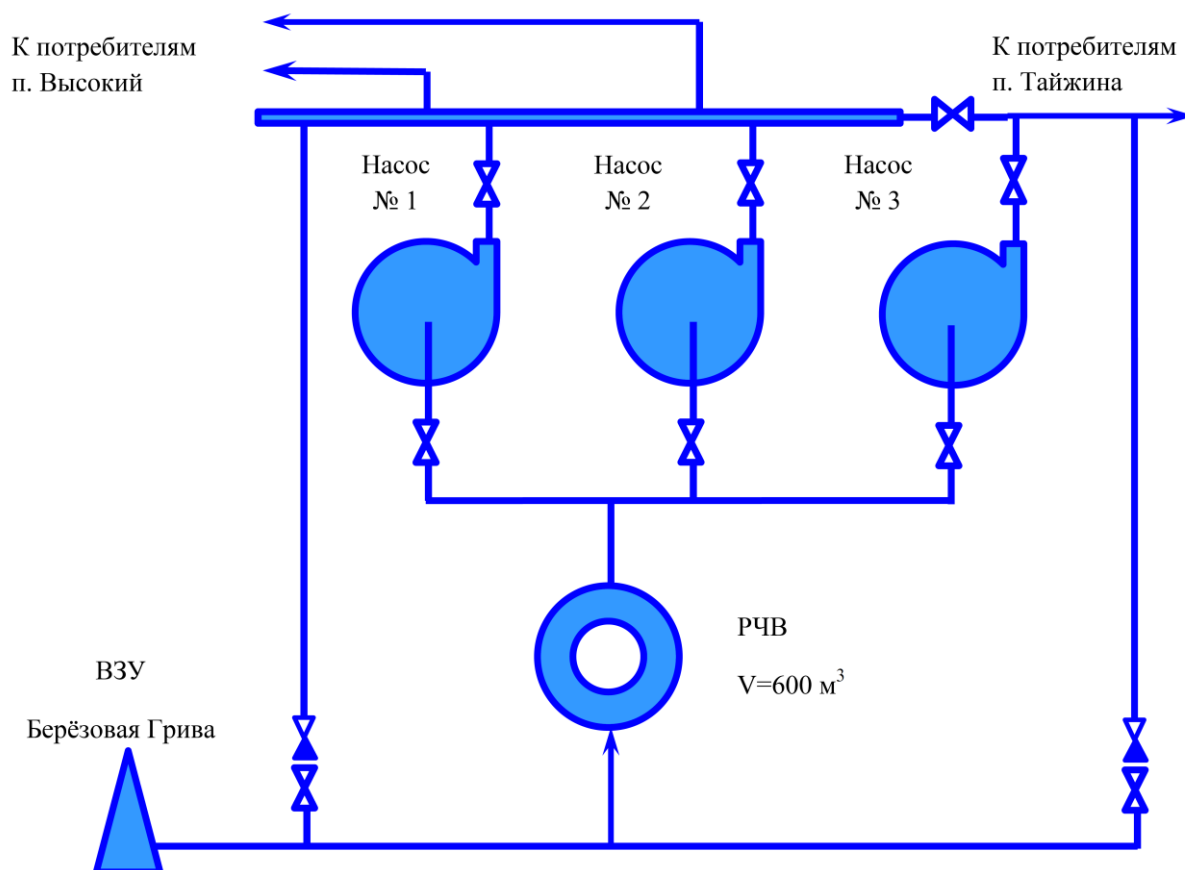 К потребителям
п. Высокий
К потребителям
п. Тайжина
Насос
№ 1
Насос
№ 2
Насос
№ 3
РЧВ
V=600 м³
ВЗУ
Берёзовая Грива